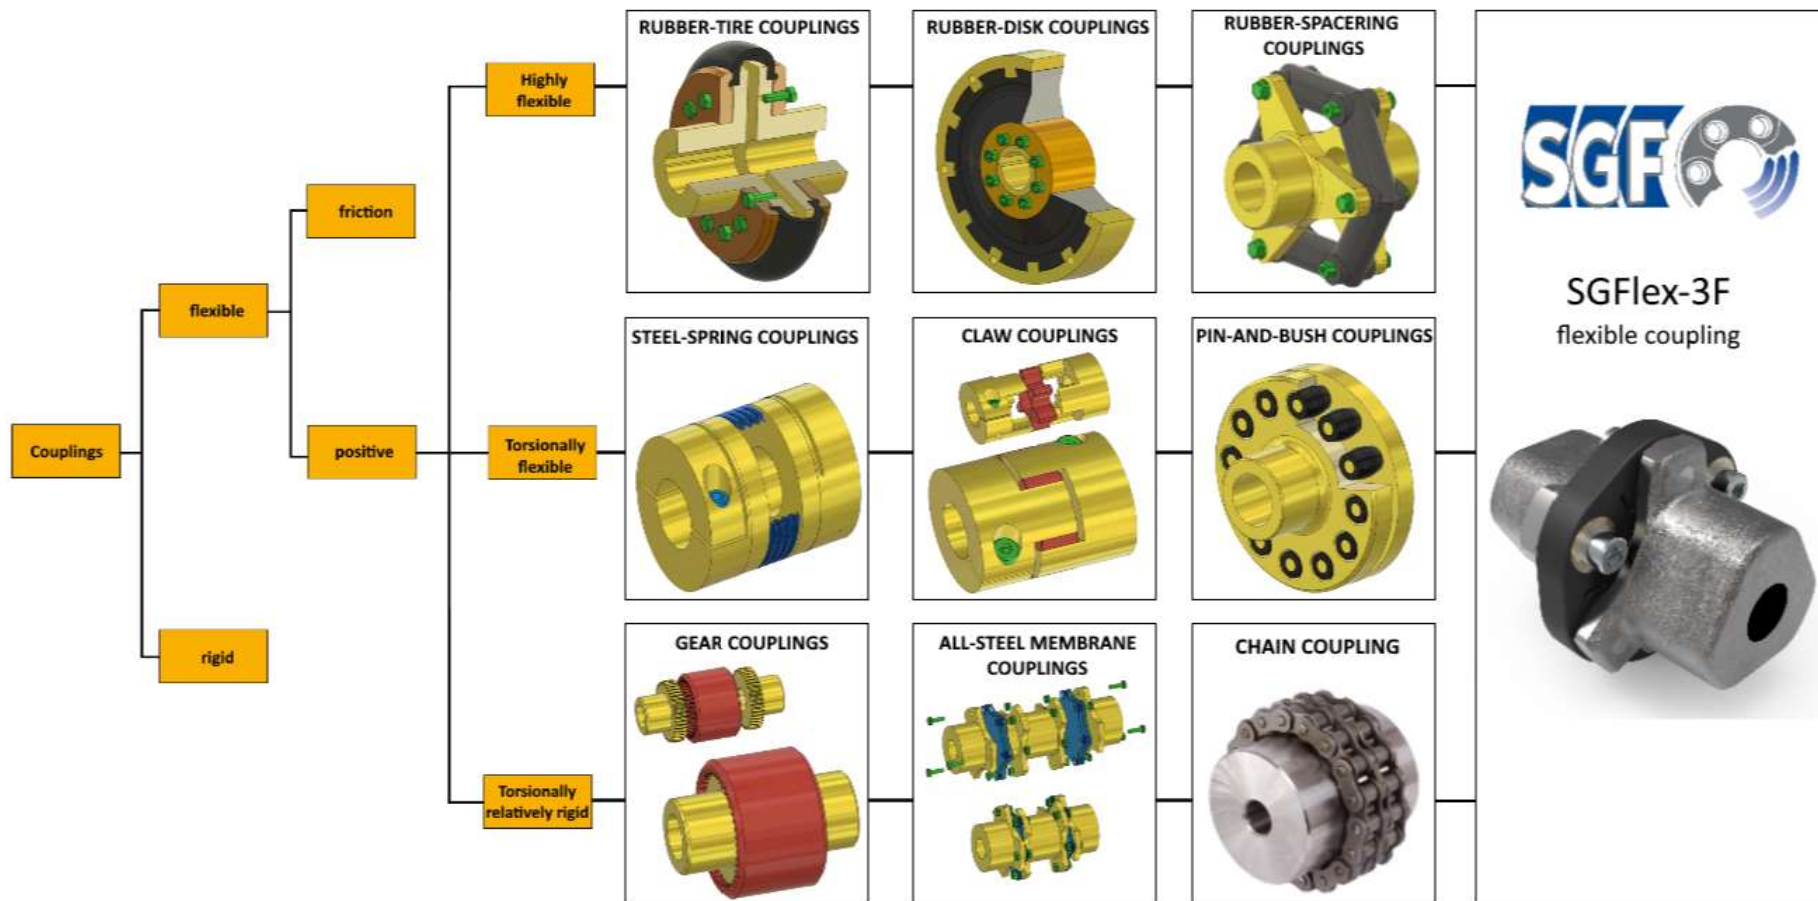 Couplings
flexible
rigid
friction
positive
Highly
flexible
Torsionally
flexible
Torsionally
relatively rigid
RUBBER-TIRE COUPLINGS
RUBBER-DISK COUPLINGS
RUBBER-SPACERING
COUPLINGS
STEEL-SPRING COUPLINGS
CLAW COUPLINGS
PIN-AND-BUSH COUPLINGS
GEAR COUPLINGS
ALL-STEEL MEMBRANE
COUPLINGS
CHAIN COUPLING
SGF
SGFlex-3F
flexible coupling